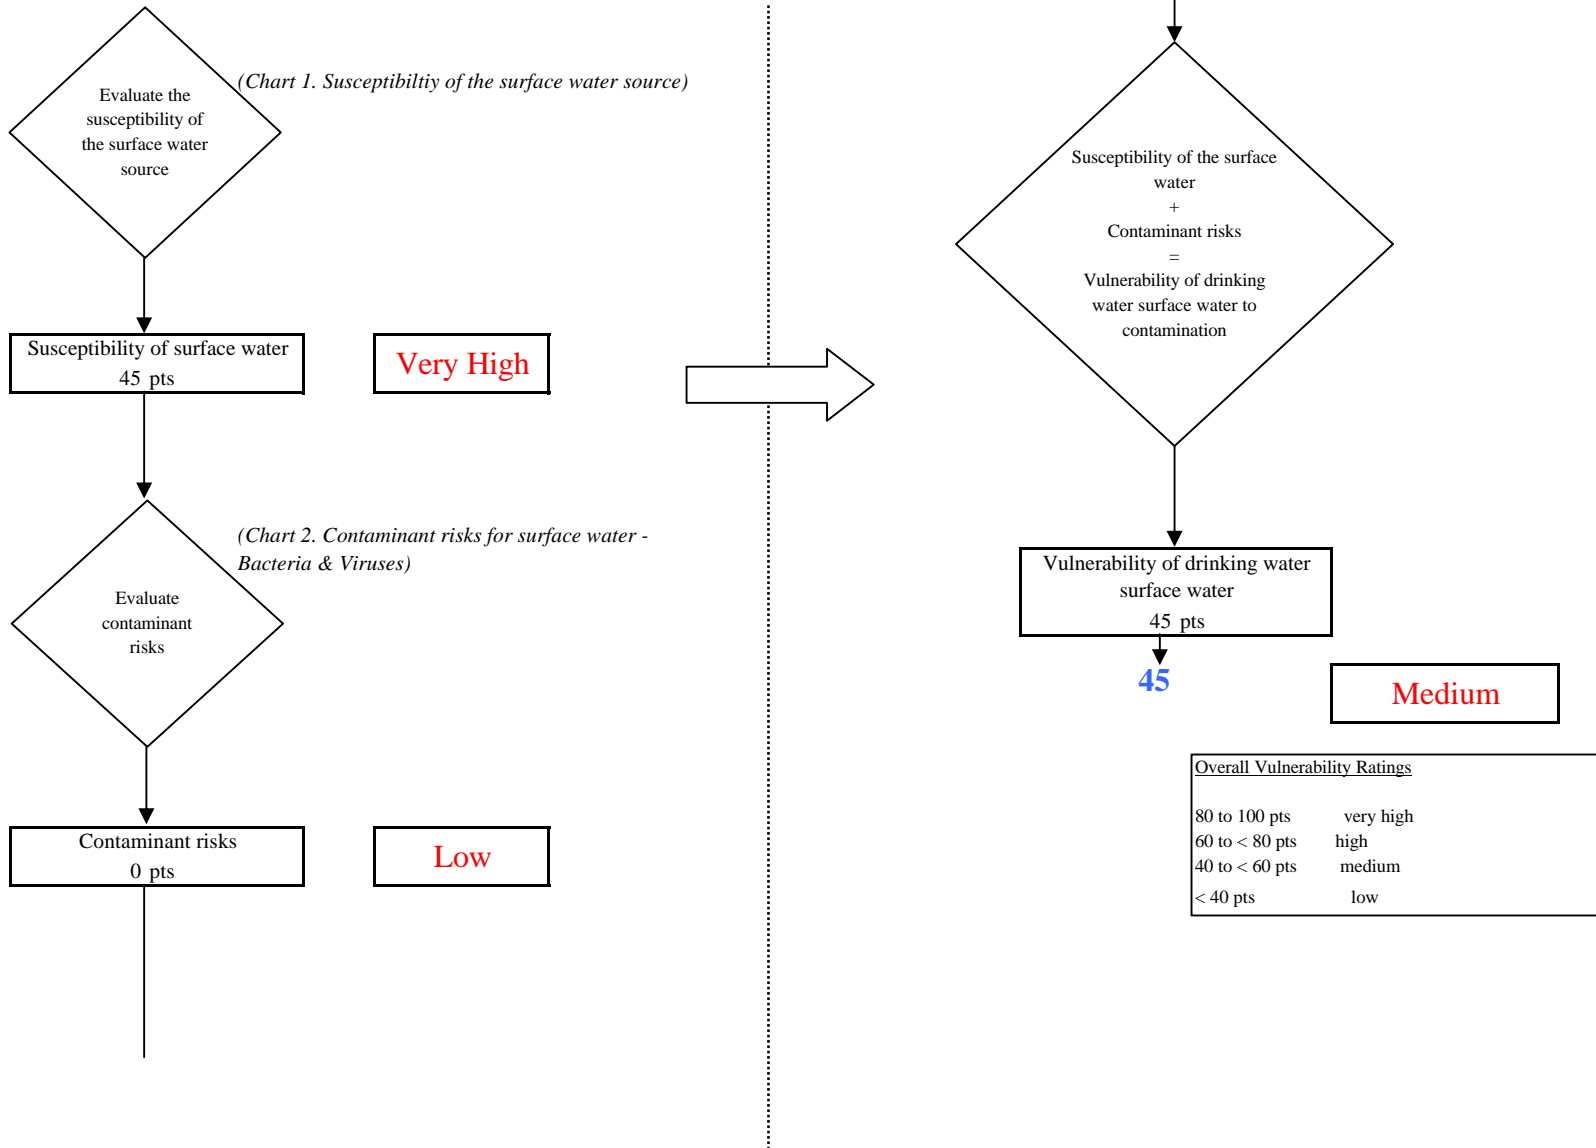 Evaluate the
susceptibility of
the surface water
source
(Chart 1. Susceptibiltiy of the surface water source)
Susceptibility of surface water
45 pts
Very High
(Chart 2. Contaminant risks for surface water -
Bacteria & Viruses)
Evaluate
contaminant
risks
Contaminant risks
0 pts
Low
Susceptibility of the surface
water
+
Contaminant risks
=
Vulnerability of drinking
water surface water to
contamination
Vulnerability of drinking water
surface water
45 pts
45
Medium
Overall Vulnerability Ratings
80 to 100 pts very high
60 to < 80 pts high
40 to < 60 pts medium
< 40 pts low